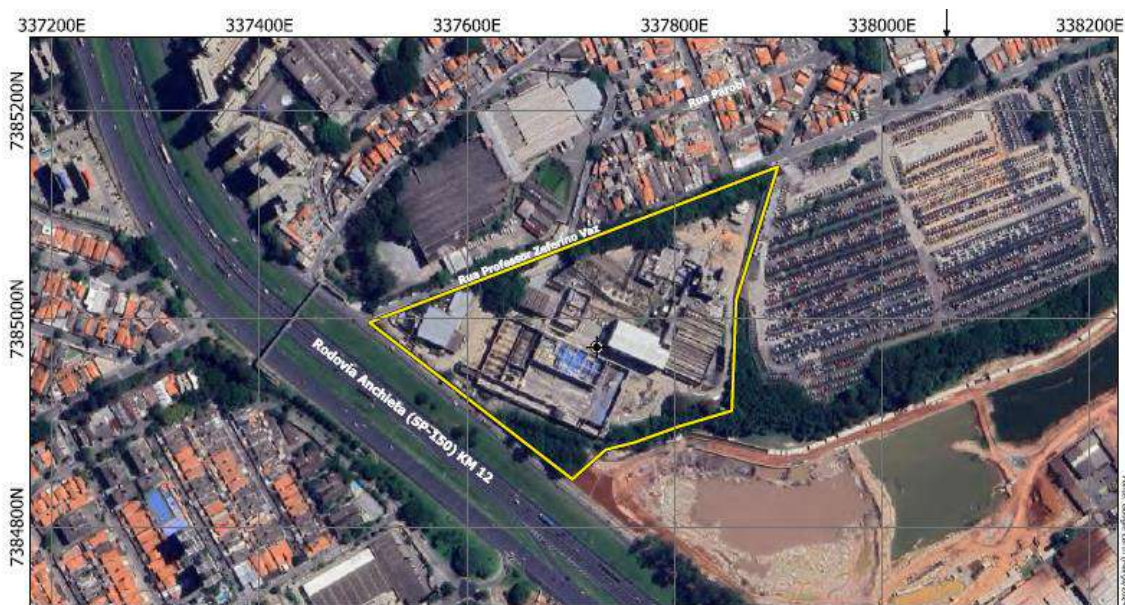 337200E 337400E 337600E 337800E 338000E 338200E
7385200N
7385000N
7384800N
Rua Parobi
Rua Professor Zeferino Vaz
Rodovia Anchieta (SP-150) KM 12